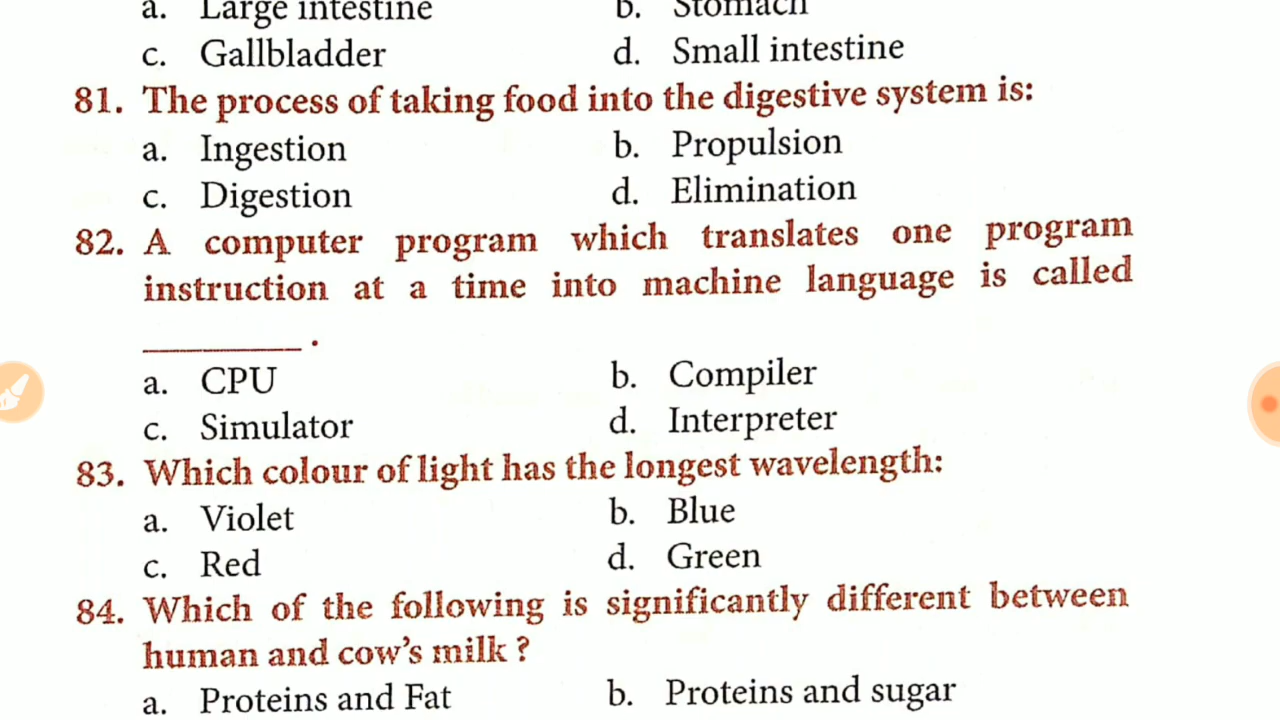 a. Large intestine b. Stomach
c. Gallbladder d. Small intestine
81. The process of taking food into the digestive system is:
a. Ingestion b. Propulsion
c. Digestion d. Elimination
82. A computer program which translates one program
instruction at a time into machine language is called
__________ .
a. CPU b. Compiler
c. Simulator d. Interpreter
83. Which colour of light has the longest wavelength:
a. Violet b. Blue
c. Red d. Green
84. Which of the following is significantly different between
human and cow's milk ?
a. Proteins and Fat b. Proteins and sugar